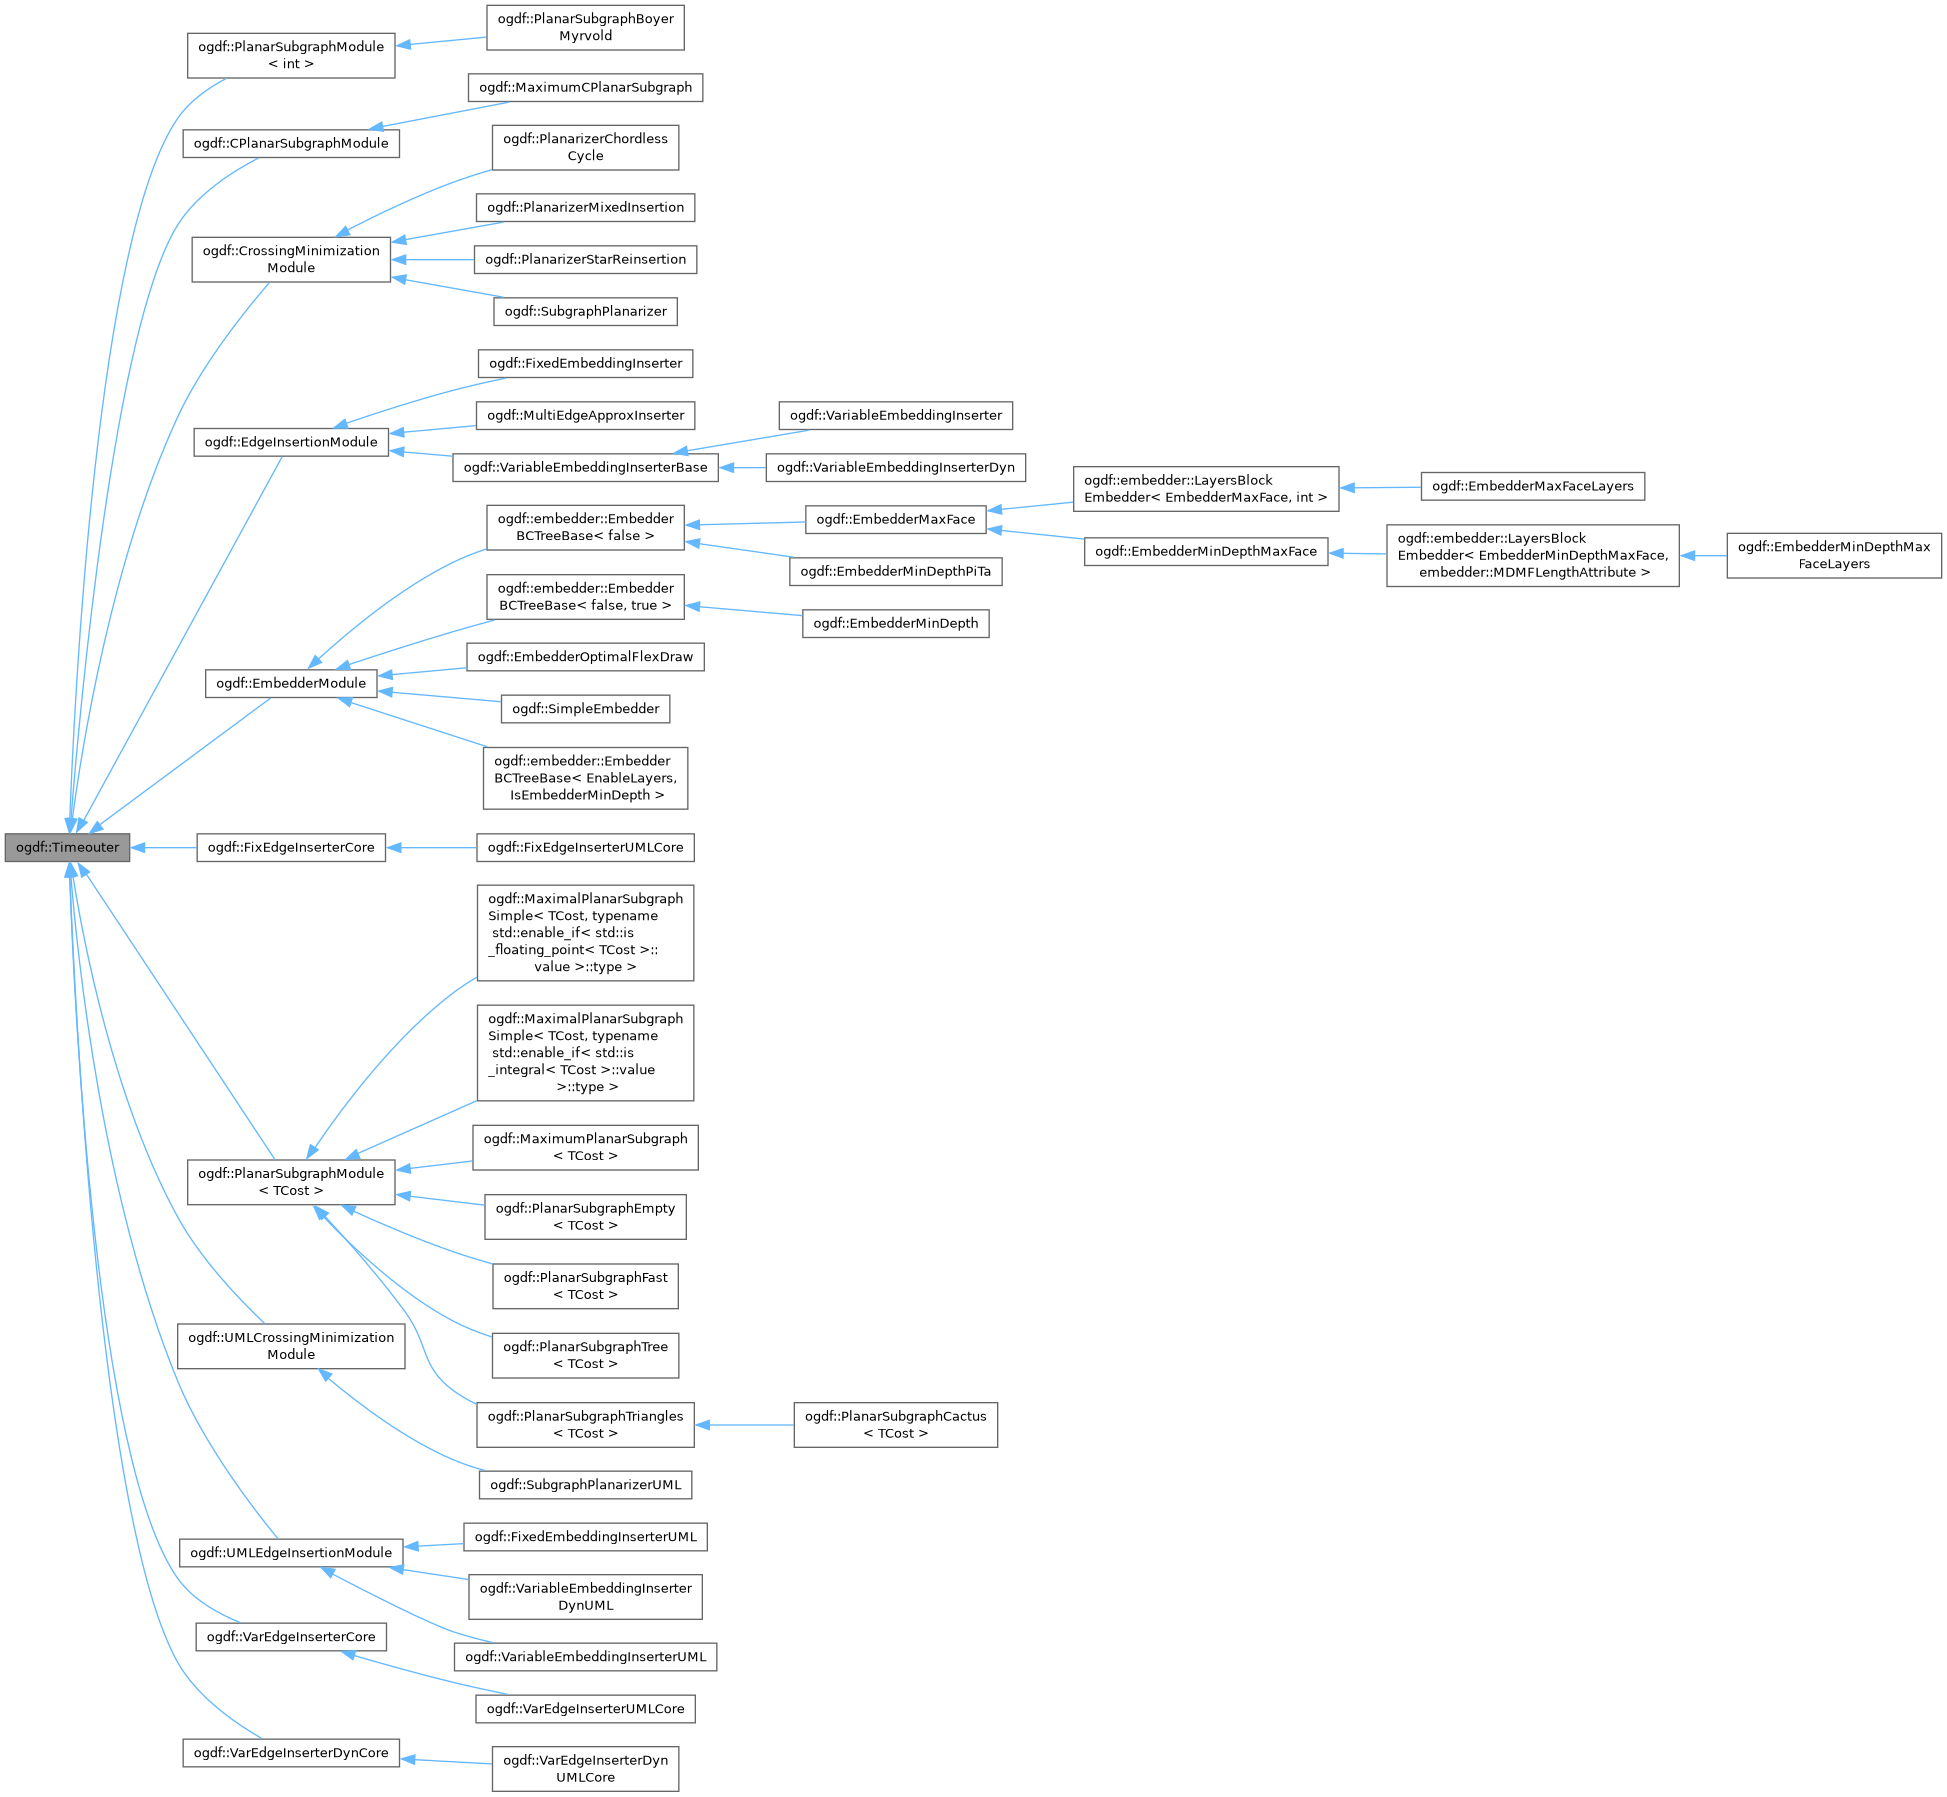 ogdf::PlanarSubgraphBoyer
Myrvold
ogdf::PlanarSubgraphModule
< int >
ogdf::MaximumCPlanarSubgraph
ogdf::CPlanarSubgraphModule
ogdf::PlanarizerChordless
Cycle
ogdf::PlanarizerMixedInsertion
ogdf::CrossingMinimization
Module
ogdf::PlanarizerStarReinsertion
ogdf::SubgraphPlanarizer
ogdf::FixedEmbeddingInserter
ogdf::MultiEdgeApproxInserter
ogdf::VariableEmbeddingInserter
ogdf::EdgeInsertionModule
ogdf::VariableEmbeddingInserterBase
ogdf::VariableEmbeddingInserterDyn
ogdf::embedder::LayersBlock
Embedder< EmbedderMaxFace, int >
ogdf::EmbedderMaxFaceLayers
ogdf::embedder::Embedder
BCTreeBase< false >
ogdf::EmbedderMaxFace
ogdf::EmbedderMinDepthMaxFace
ogdf::embedder::LayersBlock
Embedder< EmbedderMinDepthMaxFace,
embedder::MDMFLengthAttribute >
ogdf::EmbedderMinDepthMax
FaceLayers
ogdf::EmbedderMinDepthPiTa
ogdf::embedder::Embedder
BCTreeBase< false, true >
ogdf::EmbedderMinDepth
ogdf::EmbedderOptimalFlexDraw
ogdf::EmbedderModule
ogdf::SimpleEmbedder
ogdf::embedder::Embedder
BCTreeBase< EnableLayers,
IsEmbedderMinDepth >
ogdf::Timeouter
ogdf::FixEdgeInserterCore
ogdf::FixEdgeInserterUMLCore
ogdf::MaximalPlanarSubgraph
Simple< TCost, typename
std::enable_if< std::is
_floating_point< TCost >::
value >::type >
ogdf::MaximalPlanarSubgraph
Simple< TCost, typename
std::enable_if< std::is
_integral< TCost >::value
>::type >
ogdf::MaximumPlanarSubgraph
< TCost >
ogdf::PlanarSubgraphModule
< TCost >
ogdf::PlanarSubgraphEmpty
< TCost >
ogdf::PlanarSubgraphFast
< TCost >
ogdf::UMLCrossingMinimization
Module
ogdf::PlanarSubgraphTree
< TCost >
ogdf::PlanarSubgraphTriangles
< TCost >
ogdf::PlanarSubgraphCactus
< TCost >
ogdf::SubgraphPlanarizerUML
ogdf::FixedEmbeddingInserterUML
ogdf::UMLEdgeInsertionModule
ogdf::VariableEmbeddingInserter
DynUML
ogdf::VarEdgeInserterCore
ogdf::VariableEmbeddingInserterUML
ogdf::VarEdgeInserterUMLCore
ogdf::VarEdgeInserterDynCore
ogdf::VarEdgeInserterDyn
UMLCore